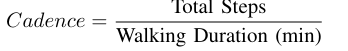 Cadence = Total Steps / Walking Duration (min)